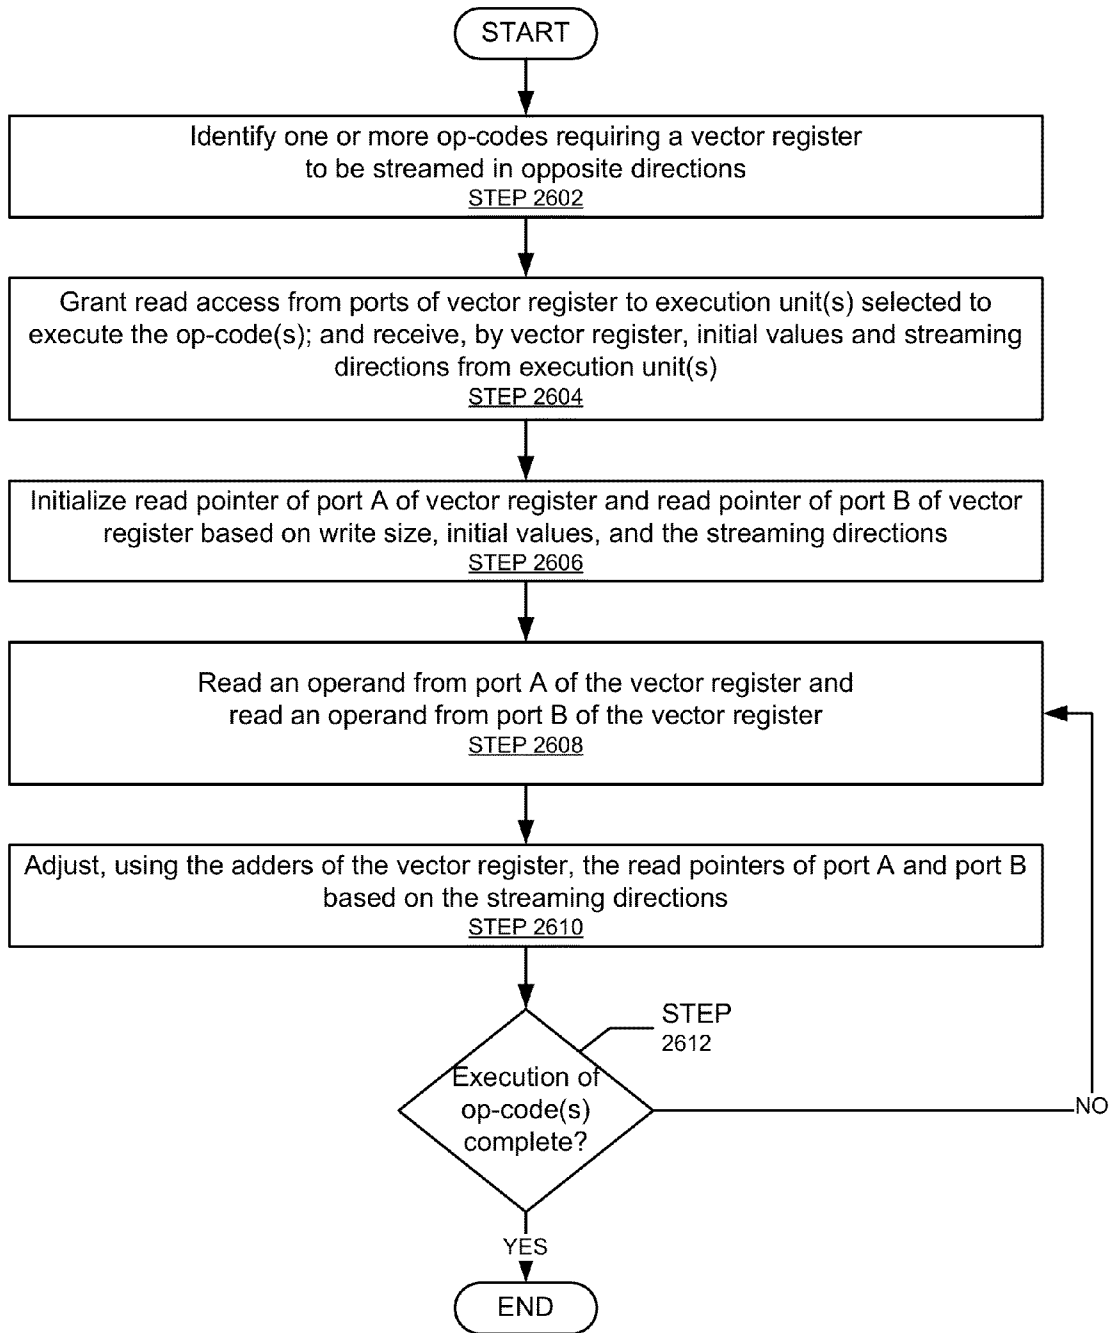 START
Identify one or more op-codes requiring a vector register
to be streamed in opposite directions
STEP 2602
Grant read access from ports of vector register to execution unit(s) selected to
execute the op-code(s); and receive, by vector register, initial values and streaming
directions from execution unit(s)
STEP 2604
Initialize read pointer of port A of vector register and read pointer of port B of vector
register based on write size, initial values, and the streaming directions
STEP 2606
Read an operand from port A of the vector register and
read an operand from port B of the vector register
STEP 2608
Adjust, using the adders of the vector register, the read pointers of port A and port B
based on the streaming directions
STEP 2610
STEP
2612
Execution of
op-code(s)
complete?
NO
YES
END